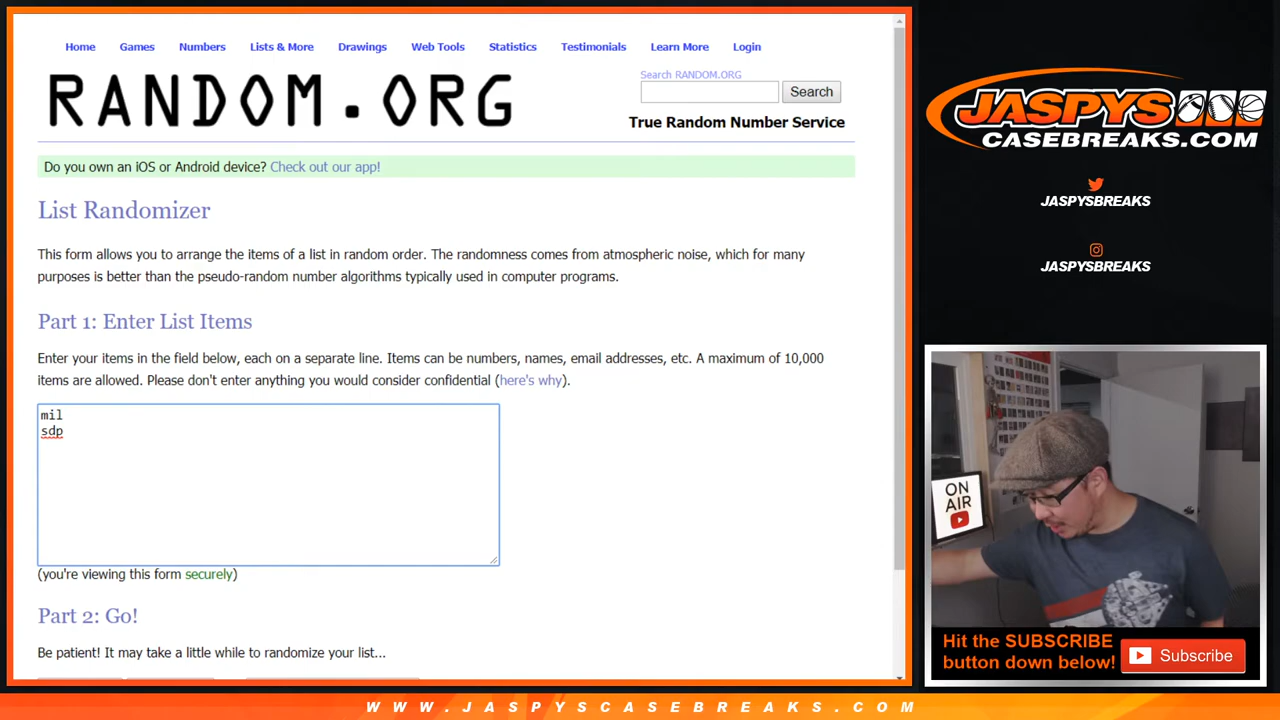 Home Games Numbers Lists & More Drawings Web Tools Statistics Testimonials Learn More Login
RANDOM.ORG
Search RANDOM.ORG
Search
True Random Number Service
Do you own an iOS or Android device? Check out our app!
List Randomizer
This form allows you to arrange the items of a list in random order. The randomness comes from atmospheric noise, which for many
purposes is better than the pseudo-random number algorithms typically used in computer programs.
Part 1: Enter List Items
Enter your items in the field below, each on a separate line. Items can be numbers, names, email addresses, etc. A maximum of 10,000
items are allowed. Please don't enter anything you would consider confidential (here's why).
mil
sdp
(you're viewing this form securely)
Part 2: Go!
Be patient! It may take a little while to randomize your list...
JASPYS
CASEBREAKS.COM
JASPYSBREAKS
JASPYSBREAKS
ON
AIR
Hit the SUBSCRIBE
button down below!
Subscribe
WWW.JASPYSCASEBREAKS.COM